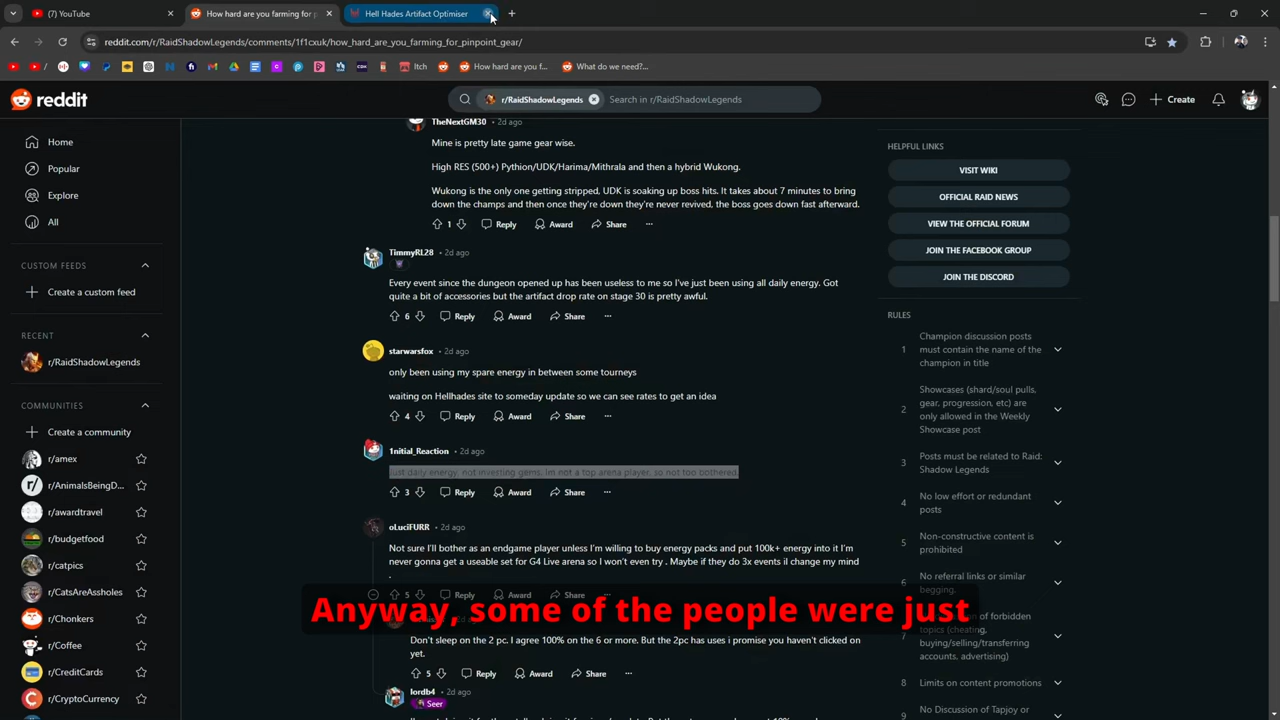 (7) YouTube
How hard are you farming for p
Hell Hades Artifact Optimiser
reddit.com/r/RaidShadowLegends/comments/1f1cxuk/how_hard_are_you_farming_for_pinpoint_gear/
Itch
How hard are you f...
What do we need?...
reddit
r/RaidShadowLegends
Search in r/RaidShadowLegends
Create
Home
Popular
Explore
All
CUSTOM FEEDS
Create a custom feed
RECENT
r/RaidShadowLegends
COMMUNITIES
Create a community
r/amex
r/AnimalsBeingD...
r/awardtravel
r/budgetfood
r/catpics
r/CatsAreAssholes
r/Chonkers
r/Coffee
r/CreditCards
r/CryptoCurrency
TheNextGM30 • 2d ago
Mine is pretty late game gear wise.
High RES (500+) Pythion/UDK/Harima/Mithrala and then a hybrid Wukong.
Wukong is the only one getting stripped, UDK is soaking up boss hits. It takes about 7 minutes to bring
down the champs and then once they're down they're never revived, the boss goes down fast afterward.
1 Reply Award Share ...
TimmyRL28 • 2d ago
Every event since the dungeon opened up has been useless to me so I've just been using all daily energy. Got
quite a bit of accessories but the artifact drop rate on stage 30 is pretty awful.
6 Reply Award Share ...
starwarsfox • 2d ago
only been using my spare energy in between some tourneys
waiting on Hellhades site to someday update so we can see rates to get an idea
4 Reply Award Share ...
1nitial_Reaction • 2d ago
Just daily energy, not investing gems. Im not a top arena player, so not too bothered.
3 Reply Award Share ...
oLuciFURR • 2d ago
Not sure I'll bother as an endgame player unless I'm willing to buy energy packs and put 100k+ energy into it I'm
never gonna get a useable set for G4 Live arena so I won't even try . Maybe if they do 3x events il change my mind
.
5 Reply Award Share ...
Anyway, some of the people were just
2d ago
Don't sleep on the 2 pc. I agree 100% on the 6 or more. But the 2pc has uses i promise you haven't clicked on
yet.
5 Reply Award Share ...
lordb4 • 2d ago
Seer
HELPFUL LINKS
VISIT WIKI
OFFICIAL RAID NEWS
VIEW THE OFFICIAL FORUM
JOIN THE FACEBOOK GROUP
JOIN THE DISCORD
RULES
1 Champion discussion posts
must contain the name of the
champion in title
2 Showcases (shard/soul pulls,
gear, progression, etc) are
only allowed in the Weekly
Showcase post
3 Posts must be related to Raid:
Shadow Legends
4 No low effort or redundant
posts
5 Non-constructive content is
prohibited
6 No referral links or similar
begging.
7 of forbidden
topics (cheating,
buying/selling/transferring
accounts, advertising)
8 Limits on content promotions
9 No Discussion of Tapjoy or